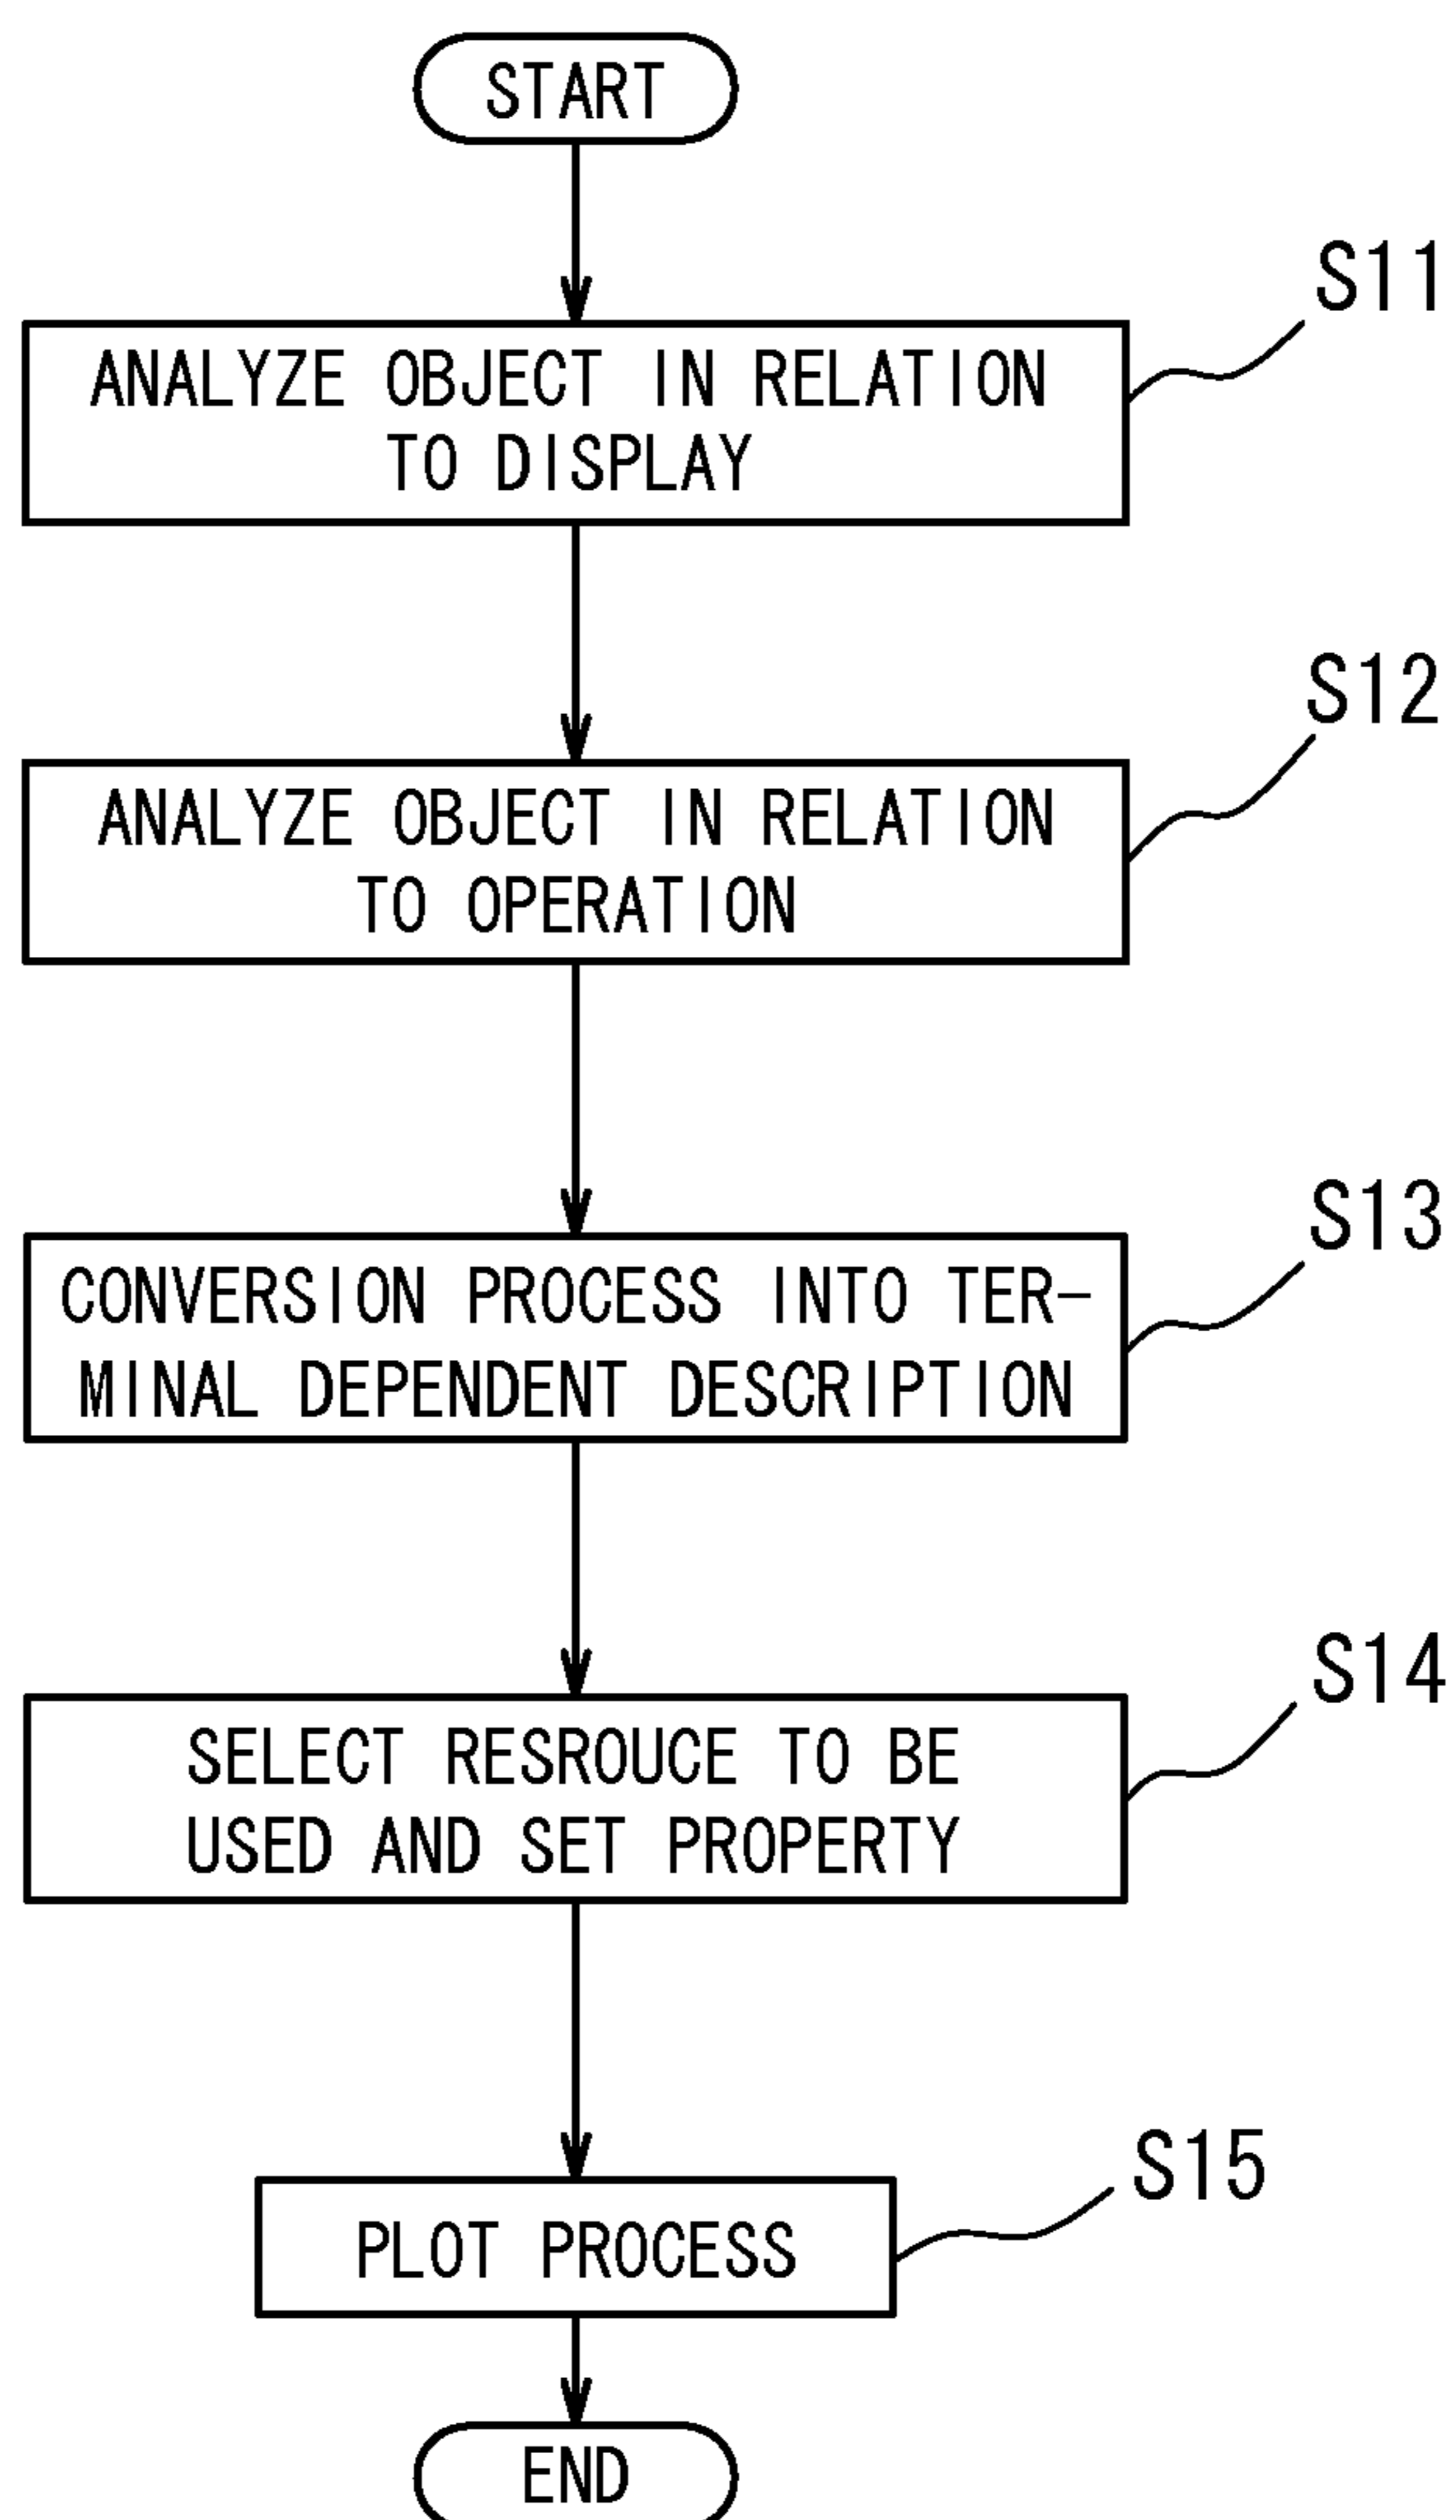 START
S11
ANALYZE OBJECT IN RELATION
TO DISPLAY
S12
ANALYZE OBJECT IN RELATION
TO OPERATION
S13
CONVERSION PROCESS INTO TER-
MINAL DEPENDENT DESCRIPTION
S14
SELECT RESROUCE TO BE
USED AND SET PROPERTY
S15
PLOT PROCESS
END